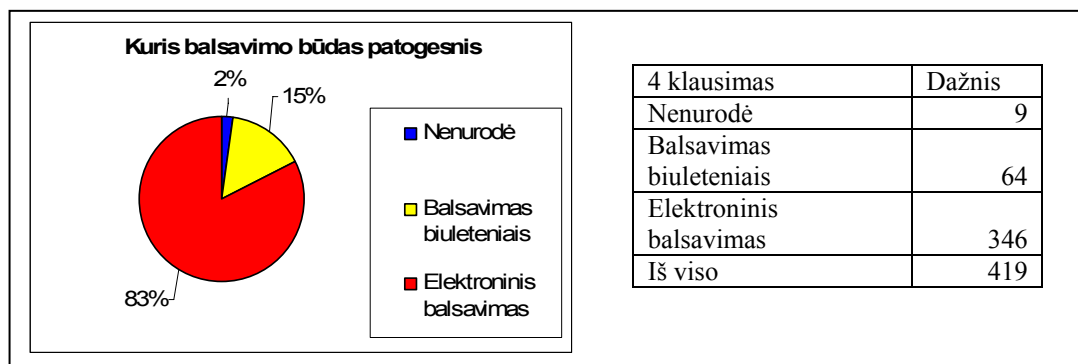 Kuris balsavimo būdas patogesnis
2%
15%
83%
Nenurodė
Balsavimas
biuleteniais
Elektroninis
balsavimas
4 klausimas Dažnis
Nenurodė 9
Balsavimas
biuleteniais 64
Elektroninis
balsavimas 346
Iš viso 419